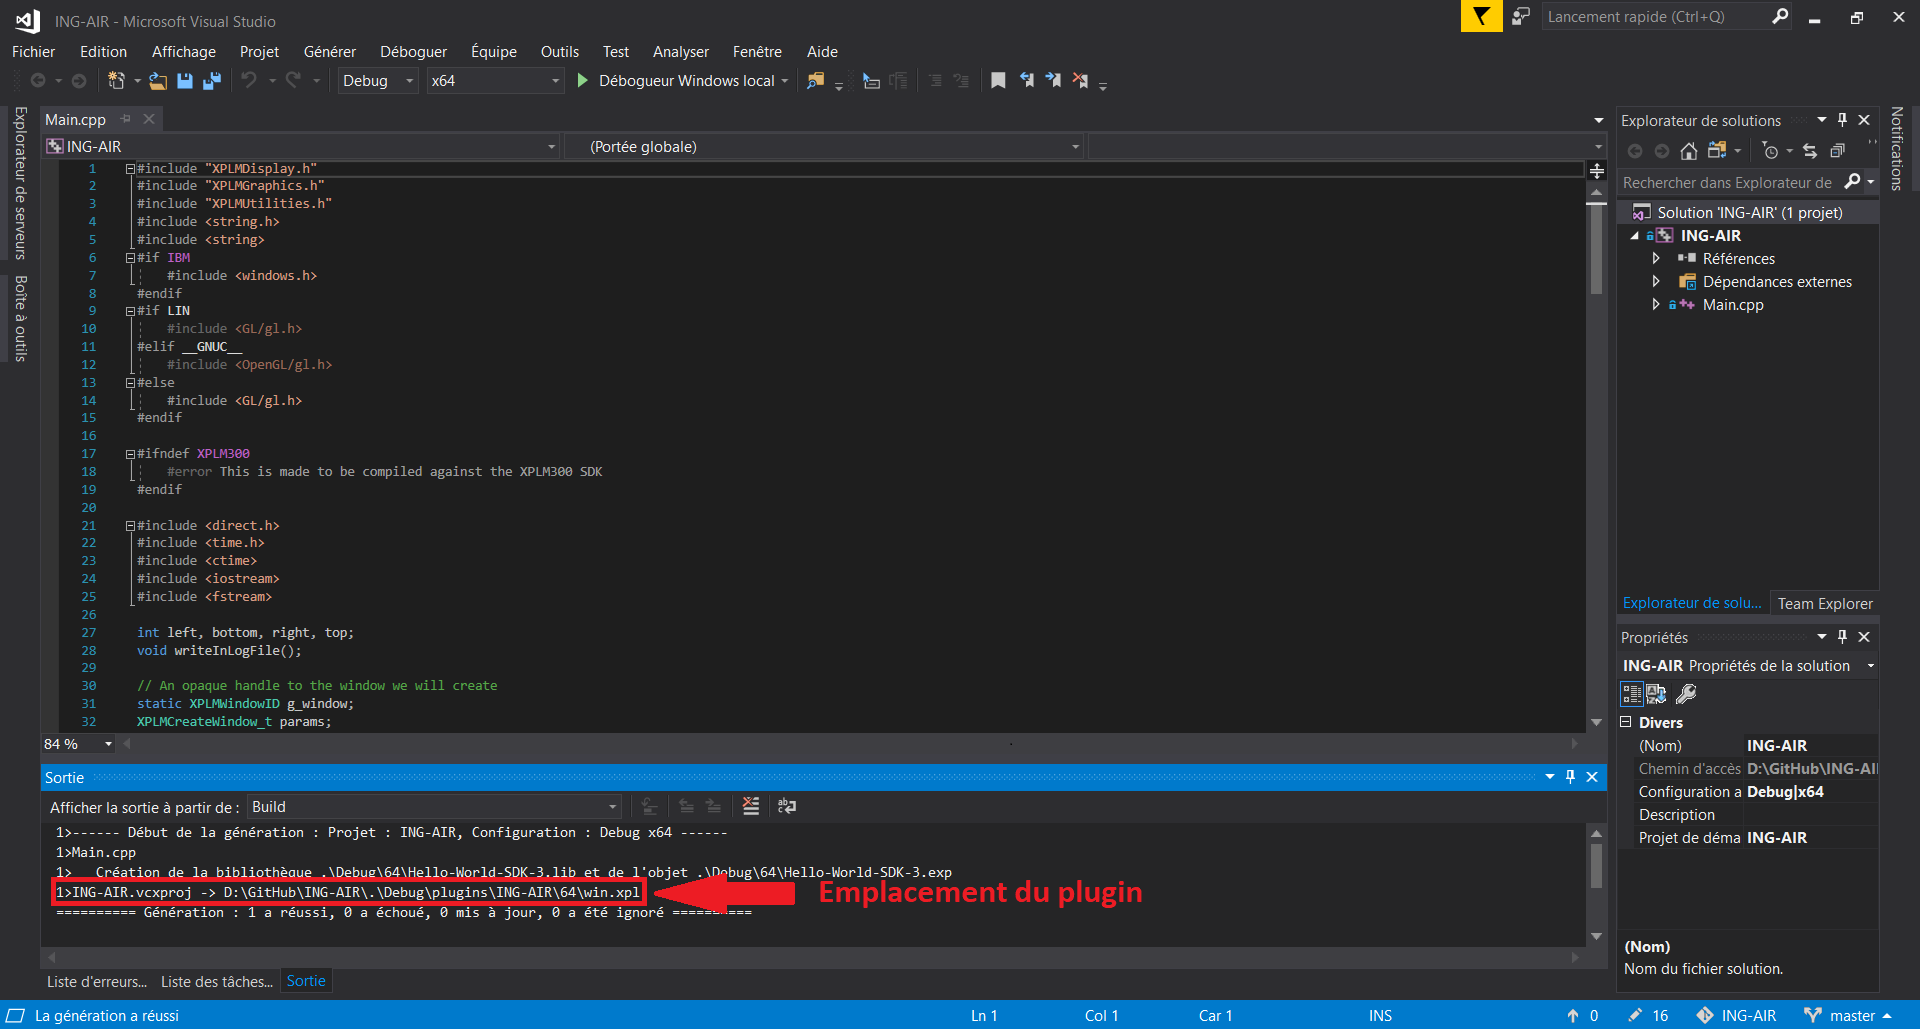 ING-AIR - Microsoft Visual Studio
Lancement rapide (Ctrl+Q)
Fichier Edition Affichage Projet Générer Déboguer Équipe Outils Test Analyser Fenêtre Aide
Debug x64 Débogueur Windows local
Explorateur de serveurs
Boîte à outils
Main.cpp
ING-AIR (Portée globale)
1 #include "XPLMDisplay.h"
2 #include "XPLMGraphics.h"
3 #include "XPLMUtilities.h"
4 #include <string.h>
5 #include <string>
6 #if IBM
7 #include <windows.h>
8 #endif
9 #if LIN
10 #include <GL/gl.h>
11 #elif __GNUC__
12 #include <OpenGL/gl.h>
13 #else
14 #include <GL/gl.h>
15 #endif
16
17 #ifndef XPLM300
18 #error This is made to be compiled against the XPLM300 SDK
19 #endif
20
21 #include <direct.h>
22 #include <time.h>
23 #include <ctime>
24 #include <iostream>
25 #include <fstream>
26
27 int left, bottom, right, top;
28 void writeInLogFile();
29
30 // An opaque handle to the window we will create
31 static XPLMWindowID g_window;
32 XPLMCreateWindow_t params;
84 %
Sortie
Afficher la sortie à partir de : Build
1>------ Début de la génération : Projet : ING-AIR, Configuration : Debug x64 ------
1>Main.cpp
1> Création de la bibliothèque .\Debug\64\Hello-World-SDK-3.lib et de l'objet .\Debug\64\Hello-World-SDK-3.exp
1>ING-AIR.vcxproj -> D:\GitHub\ING-AIR\.\Debug\plugins\ING-AIR\64\win.xpl
Emplacement du plugin
========== Génération : 1 a réussi, 0 a échoué, 0 mis à jour, 0 a été ignoré ==========
Liste d'erreurs... Liste des tâches... Sortie
Explorateur de solutions
Rechercher dans Explorateur de
Solution 'ING-AIR' (1 projet)
ING-AIR
Références
Dépendances externes
Main.cpp
Explorateur de solu... Team Explorer
Propriétés
ING-AIR Propriétés de la solution
Divers
(Nom) ING-AIR
Chemin d'accès D:\GitHub\ING-AI
Configuration a Debug|x64
Description
Projet de déma ING-AIR
(Nom)
Nom du fichier solution.
Notifications
La génération a réussi Ln 1 Col 1 Car 1 INS 0 16 ING-AIR master